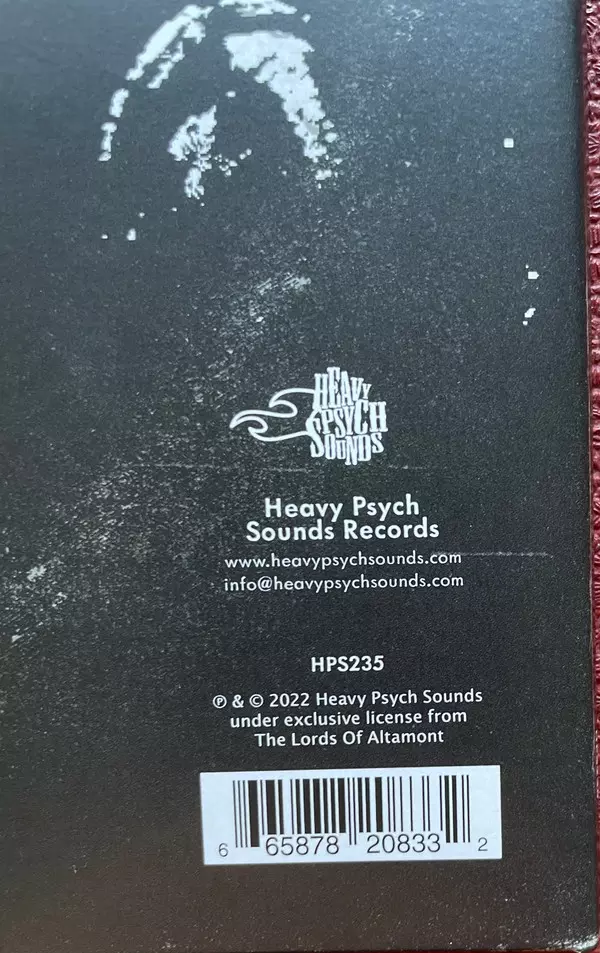 HEAVY
PSYCH
SOUNDS
Heavy Psych
Sounds Records
www.heavypsychsounds.com
info@heavypsychsounds.com
HPS235
℗ & © 2022 Heavy Psych Sounds
under exclusive license from
The Lords Of Altamont
6 65878 20833 2